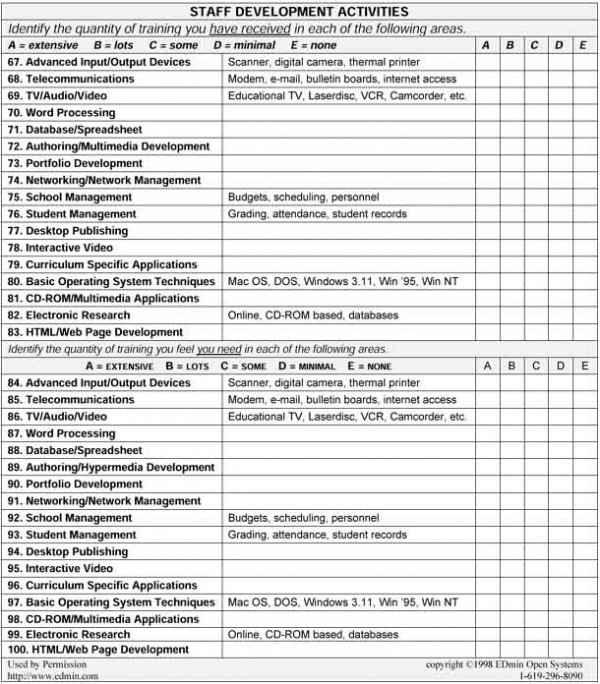 STAFF DEVELOPMENT ACTIVITIES
Identify the quantity of training you have received in each of the following areas.
A = extensive B = lots C = some D = minimal E = none A B C D E
67. Advanced Input/Output Devices Scanner, digital camera, thermal printer
68. Telecommunications Modem, e-mail, bulletin boards, internet access
69. TV/Audio/Video Educational TV, Laserdisc, VCR, Camcorder, etc.
70. Word Processing
71. Database/Spreadsheet
72. Authoring/Multimedia Development
73. Portfolio Development
74. Networking/Network Management
75. School Management Budgets, scheduling, personnel
76. Student Management Grading, attendance, student records
77. Desktop Publishing
78. Interactive Video
79. Curriculum Specific Applications
80. Basic Operating System Techniques Mac OS, DOS, Windows 3.11, Win '95, Win NT
81. CD-ROM/Multimedia Applications
82. Electronic Research Online, CD-ROM based, databases
83. HTML/Web Page Development
Identify the quantity of training you feel you need in each of the following areas.
A = EXTENSIVE B = LOTS C = SOME D = MINIMAL E = NONE A B C D E
84. Advanced Input/Output Devices Scanner, digital camera, thermal printer
85. Telecommunications Modem, e-mail, bulletin boards, internet access
86. TV/Audio/Video Educational TV, Laserdisc, VCR, Camcorder, etc.
87. Word Processing
88. Database/Spreadsheet
89. Authoring/Hypermedia Development
90. Portfolio Development
91. Networking/Network Management
92. School Management Budgets, scheduling, personnel
93. Student Management Grading, attendance, student records
94. Desktop Publishing
95. Interactive Video
96. Curriculum Specific Applications
97. Basic Operating System Techniques Mac OS, DOS, Windows 3.11, Win '95, Win NT
98. CD-ROM/Multimedia Applications
99. Electronic Research Online, CD-ROM based, databases
100. HTML/Web Page Development
Used by Permission copyright ©1998 EDmin Open Systems
http://www.edmin.com 1-619-296-8090